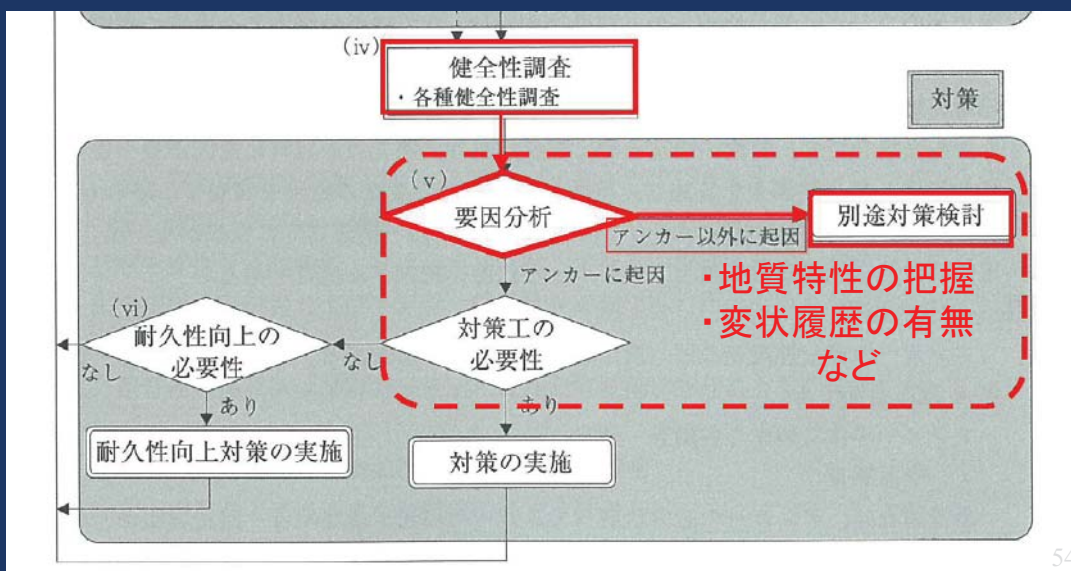 (iv)
健全性調査
・各種健全性調査
対策
(v)
要因分析
アンカー以外に起因
別途対策検討
アンカーに起因
・地質特性の把握
・変状履歴の有無
など
(vi)
耐久性向上の
必要性
なし
対策工の
必要性
なし
あり
あり
耐久性向上対策の実施
対策の実施
54